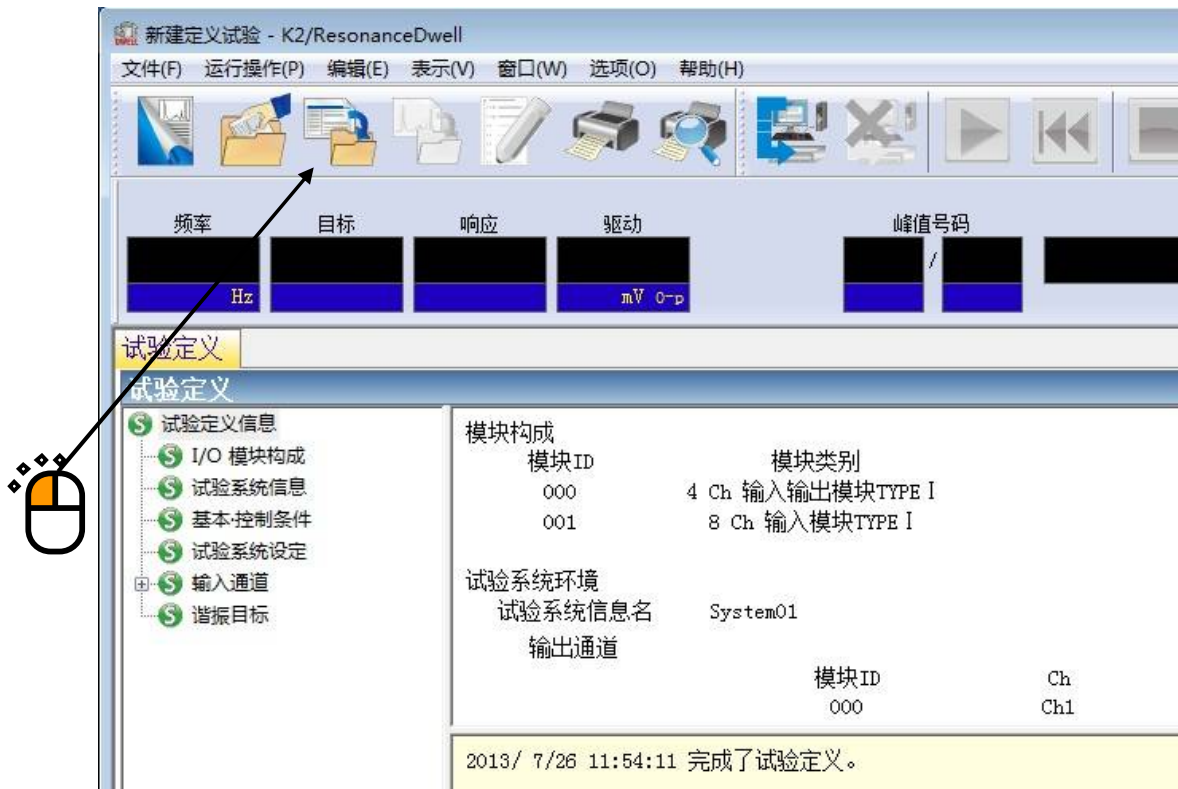 新建定义试验 - K2/ResonanceDwell
文件(F) 运行操作(P) 编辑(E) 表示(V) 窗口(W) 选项(O) 帮助(H)
频率 目标 响应 驱动 峰值号码
/
Hz mV 0-p
试验定义
试验定义
试验定义信息
I/O 模块构成
试验系统信息
基本·控制条件
试验系统设定
输入通道
谐振目标
模块构成
模块ID 模块类别
000 4 Ch 输入输出模块TYPEⅠ
001 8 Ch 输入模块TYPEⅠ
试验系统环境
试验系统信息名 System01
输出通道
模块ID Ch
000 Ch1
2013/ 7/26 11:54:11 完成了试验定义。